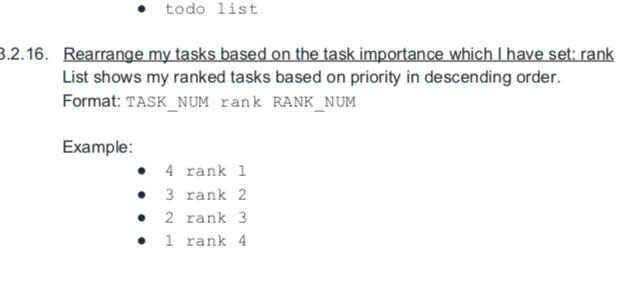 • todo list
3.2.16. Rearrange my tasks based on the task importance which I have set: rank
List shows my ranked tasks based on priority in descending order.
Format: TASK_NUM rank RANK_NUM
Example:
• 4 rank 1
• 3 rank 2
• 2 rank 3
• 1 rank 4